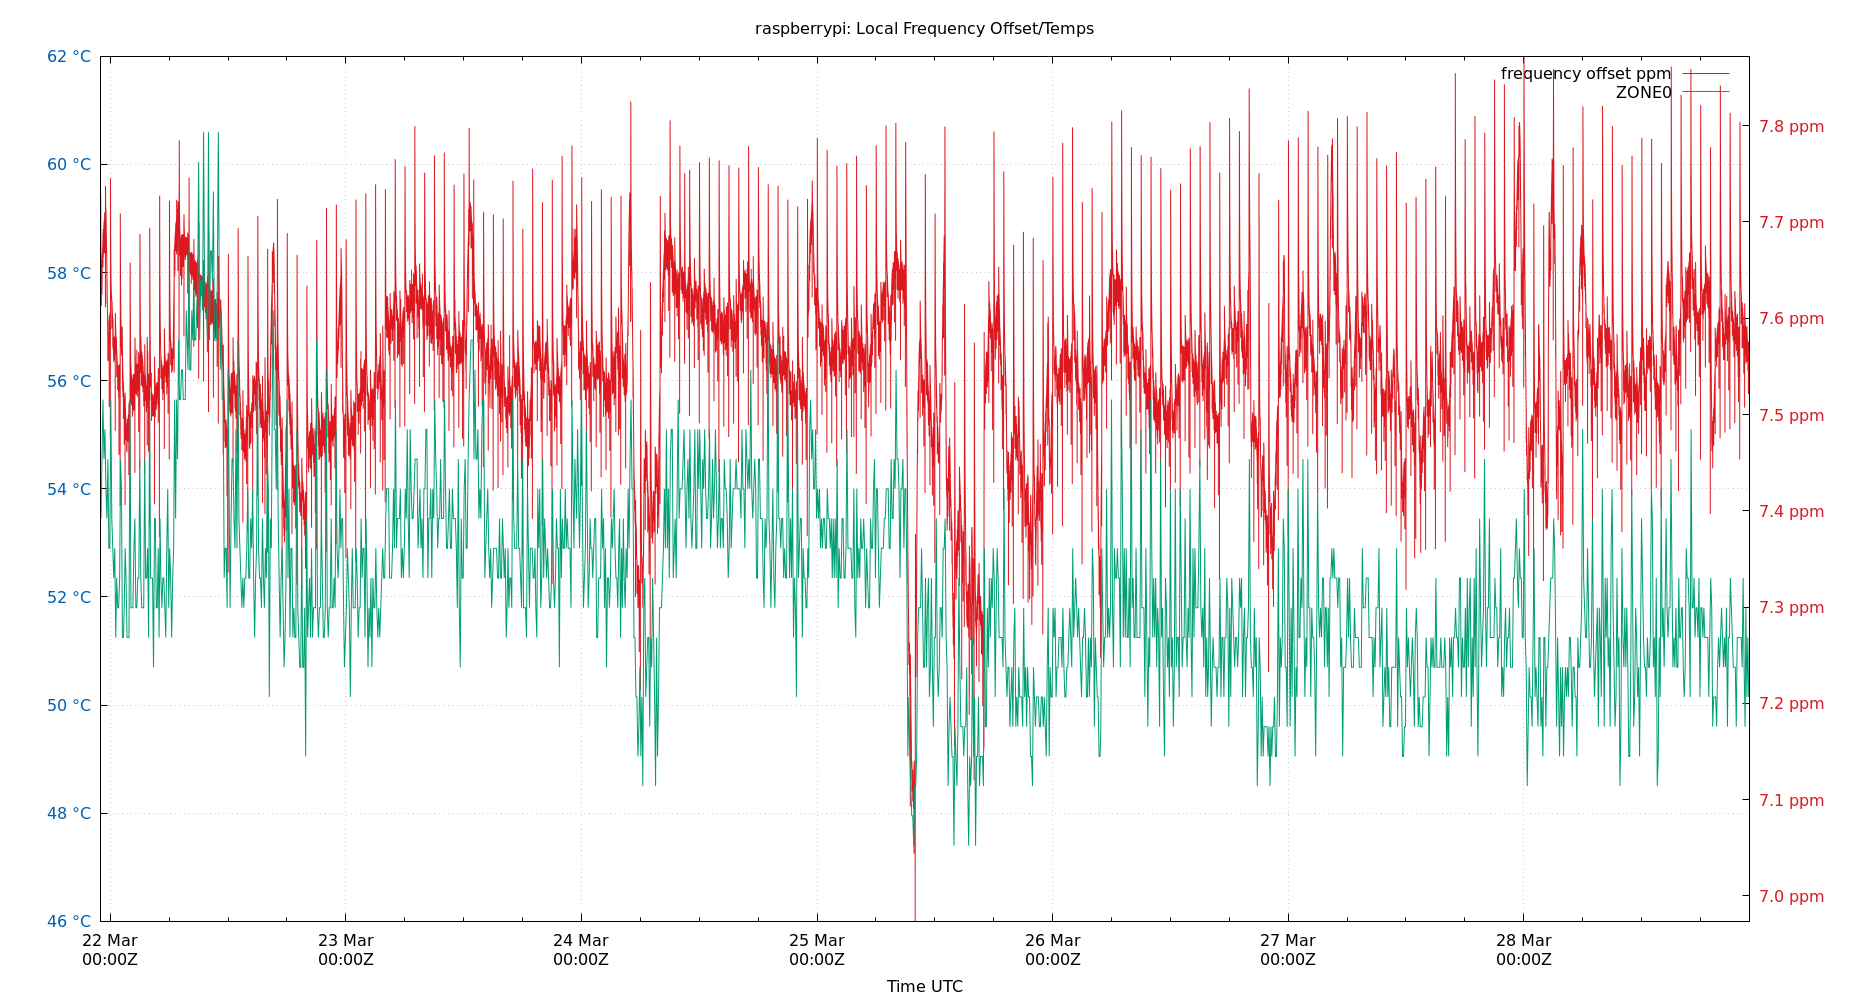 raspberrypi: Local Frequency Offset/Temps
frequency offset ppm
ZONE0
62 °C
60 °C
58 °C
56 °C
54 °C
52 °C
50 °C
48 °C
46 °C
7.8 ppm
7.7 ppm
7.6 ppm
7.5 ppm
7.4 ppm
7.3 ppm
7.2 ppm
7.1 ppm
7.0 ppm
22 Mar
00:00Z
23 Mar
00:00Z
24 Mar
00:00Z
25 Mar
00:00Z
26 Mar
00:00Z
27 Mar
00:00Z
28 Mar
00:00Z
Time UTC